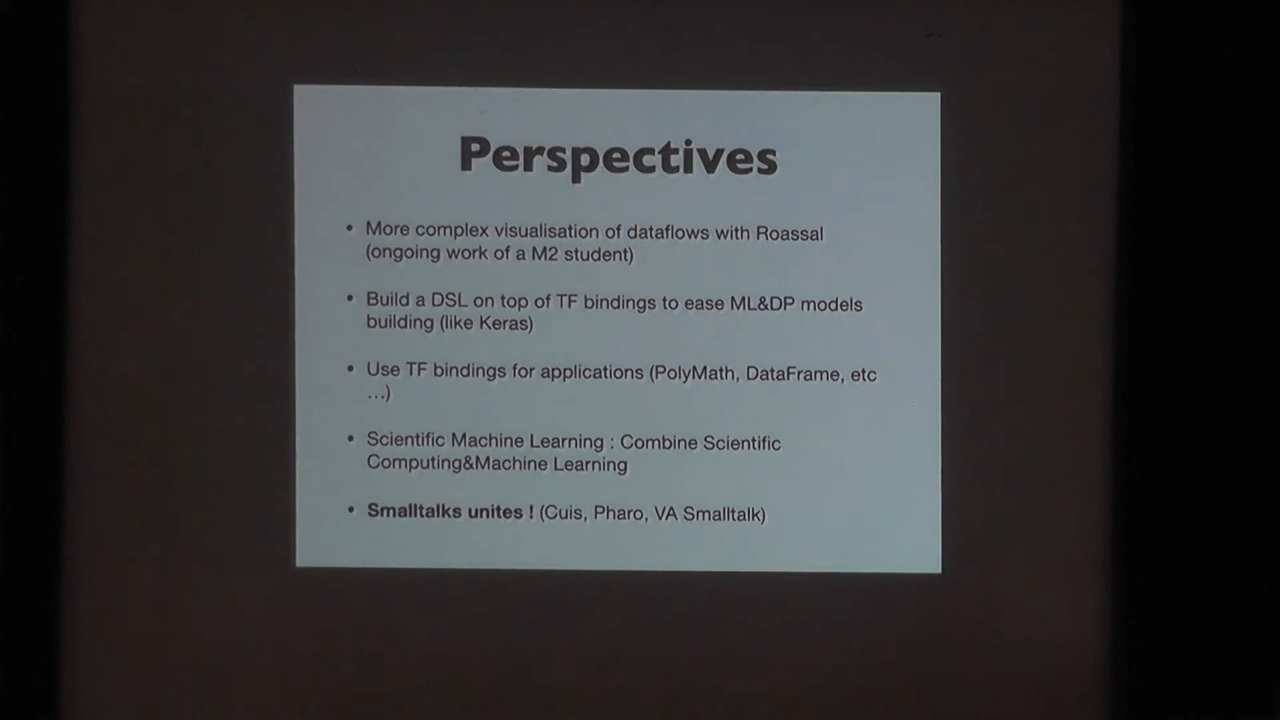 Perspectives
• More complex visualisation of dataflows with Roassal
(ongoing work of a M2 student)
• Build a DSL on top of TF bindings to ease ML&DP models
building (like Keras)
• Use TF bindings for applications (PolyMath, DataFrame, etc
…)
• Scientific Machine Learning : Combine Scientific
Computing&Machine Learning
• Smalltalks unites ! (Cuis, Pharo, VA Smalltalk)